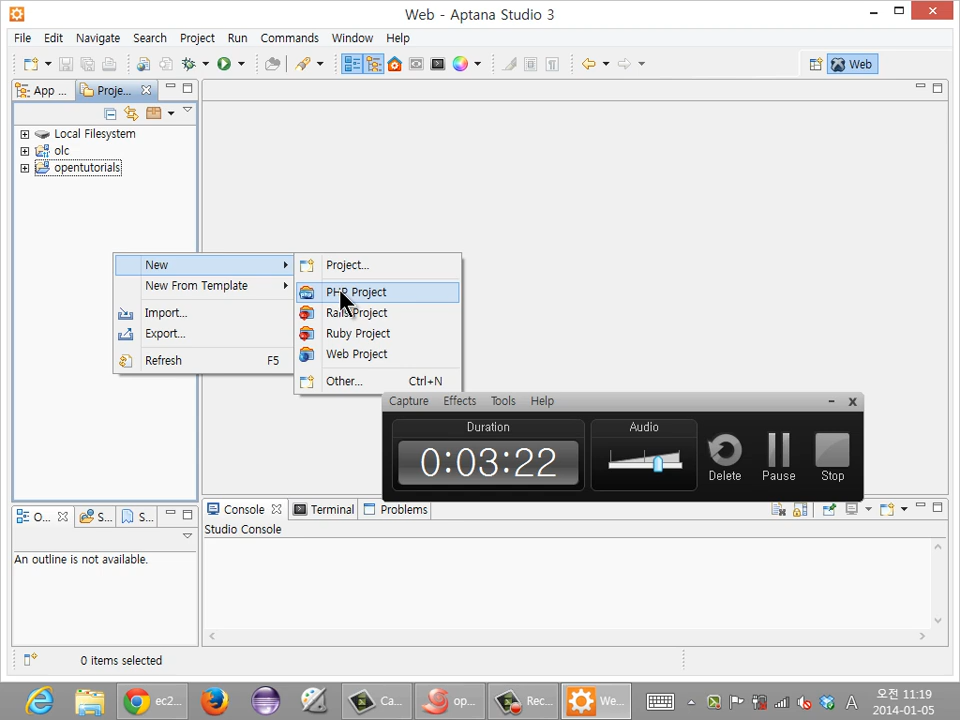 Web - Aptana Studio 3
File Edit Navigate Search Project Run Commands Window Help
Web
App ... Proje...
Local Filesystem
olc
opentutorials
New
New From Template
Import...
Export...
Refresh F5
Project...
PHP Project
Rails Project
Ruby Project
Web Project
Other... Ctrl+N
Capture Effects Tools Help
Duration
0:03:22
Audio
Delete
Pause
Stop
O... S... S...
An outline is not available.
Console Terminal Problems
Studio Console
0 items selected
ec2... Ca... op... Rec... We...
A
오전 11:19
2014-01-05